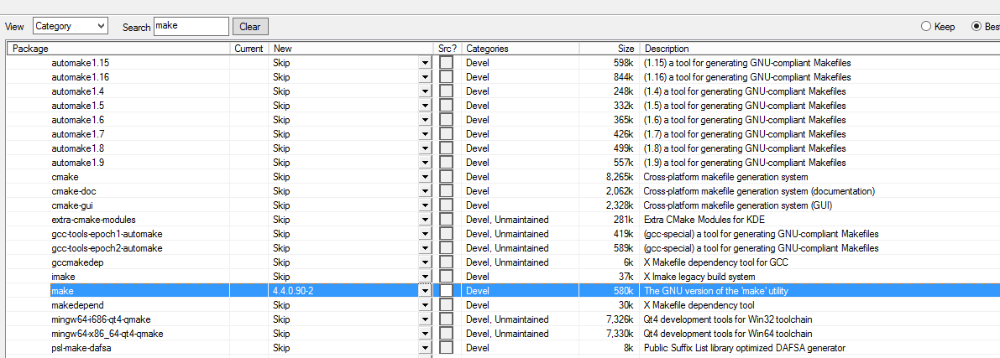 View Category Search make Clear Keep Best
Package Current New Src? Categories Size Description
automake1.15 Skip Devel 598k (1.15) a tool for generating GNU-compliant Makefiles
automake1.16 Skip Devel 844k (1.16) a tool for generating GNU-compliant Makefiles
automake1.4 Skip Devel 248k (1.4) a tool for generating GNU-compliant Makefiles
automake1.5 Skip Devel 332k (1.5) a tool for generating GNU-compliant Makefiles
automake1.6 Skip Devel 365k (1.6) a tool for generating GNU-compliant Makefiles
automake1.7 Skip Devel 426k (1.7) a tool for generating GNU-compliant Makefiles
automake1.8 Skip Devel 499k (1.8) a tool for generating GNU-compliant Makefiles
automake1.9 Skip Devel 557k (1.9) a tool for generating GNU-compliant Makefiles
cmake Skip Devel 8,265k Cross-platform makefile generation system
cmake-doc Skip Devel 2,062k Cross-platform makefile generation system (documentation)
cmake-gui Skip Devel 2,328k Cross-platform makefile generation system (GUI)
extra-cmake-modules Skip Devel, Unmaintained 281k Extra CMake Modules for KDE
gcc-tools-epoch1-automake Skip Devel, Unmaintained 419k (gcc-special) a tool for generating GNU-compliant Makefiles
gcc-tools-epoch2-automake Skip Devel, Unmaintained 589k (gcc-special) a tool for generating GNU-compliant Makefiles
gccmakedep Skip Devel, Unmaintained 6k X Makefile dependency tool for GCC
imake Skip Devel 37k X Imake legacy build system
make 4.4.0.90-2 Devel 580k The GNU version of the 'make' utility
makedepend Skip Devel 30k X Makefile dependency tool
mingw64-i686-qt4-qmake Skip Devel, Unmaintained 7,326k Qt4 development tools for Win32 toolchain
mingw64-x86_64-qt4-qmake Skip Devel, Unmaintained 7,330k Qt4 development tools for Win64 toolchain
psl-make-dafsa Skip Devel 8k Public Suffix List library optimized DAFSA generator